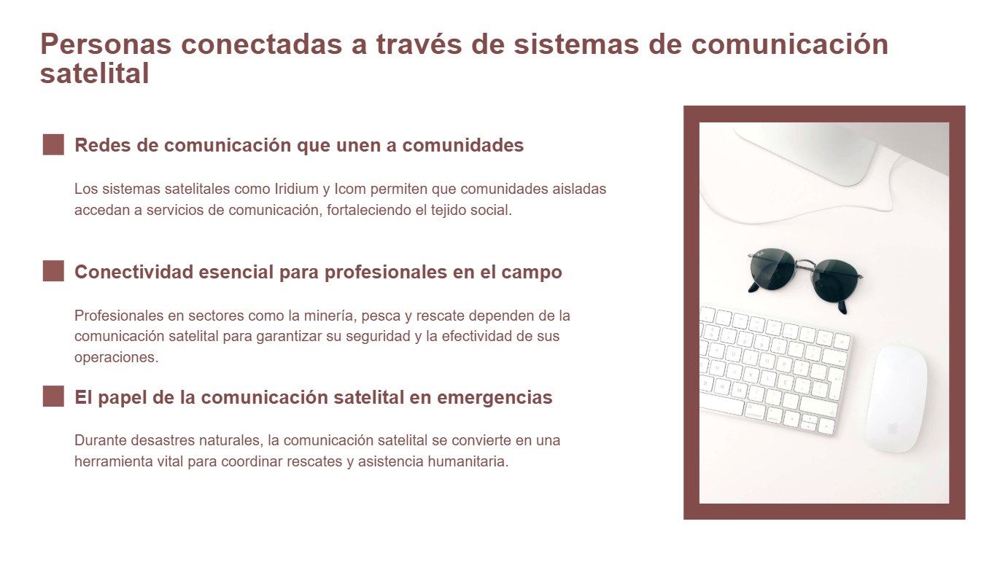 Personas conectadas a través de sistemas de comunicación
satelital
Redes de comunicación que unen a comunidades
Los sistemas satelitales como Iridium y Icom permiten que comunidades aisladas
accedan a servicios de comunicación, fortaleciendo el tejido social.
Conectividad esencial para profesionales en el campo
Profesionales en sectores como la minería, pesca y rescate dependen de la
comunicación satelital para garantizar su seguridad y la efectividad de sus
operaciones.
El papel de la comunicación satelital en emergencias
Durante desastres naturales, la comunicación satelital se convierte en una
herramienta vital para coordinar rescates y asistencia humanitaria.